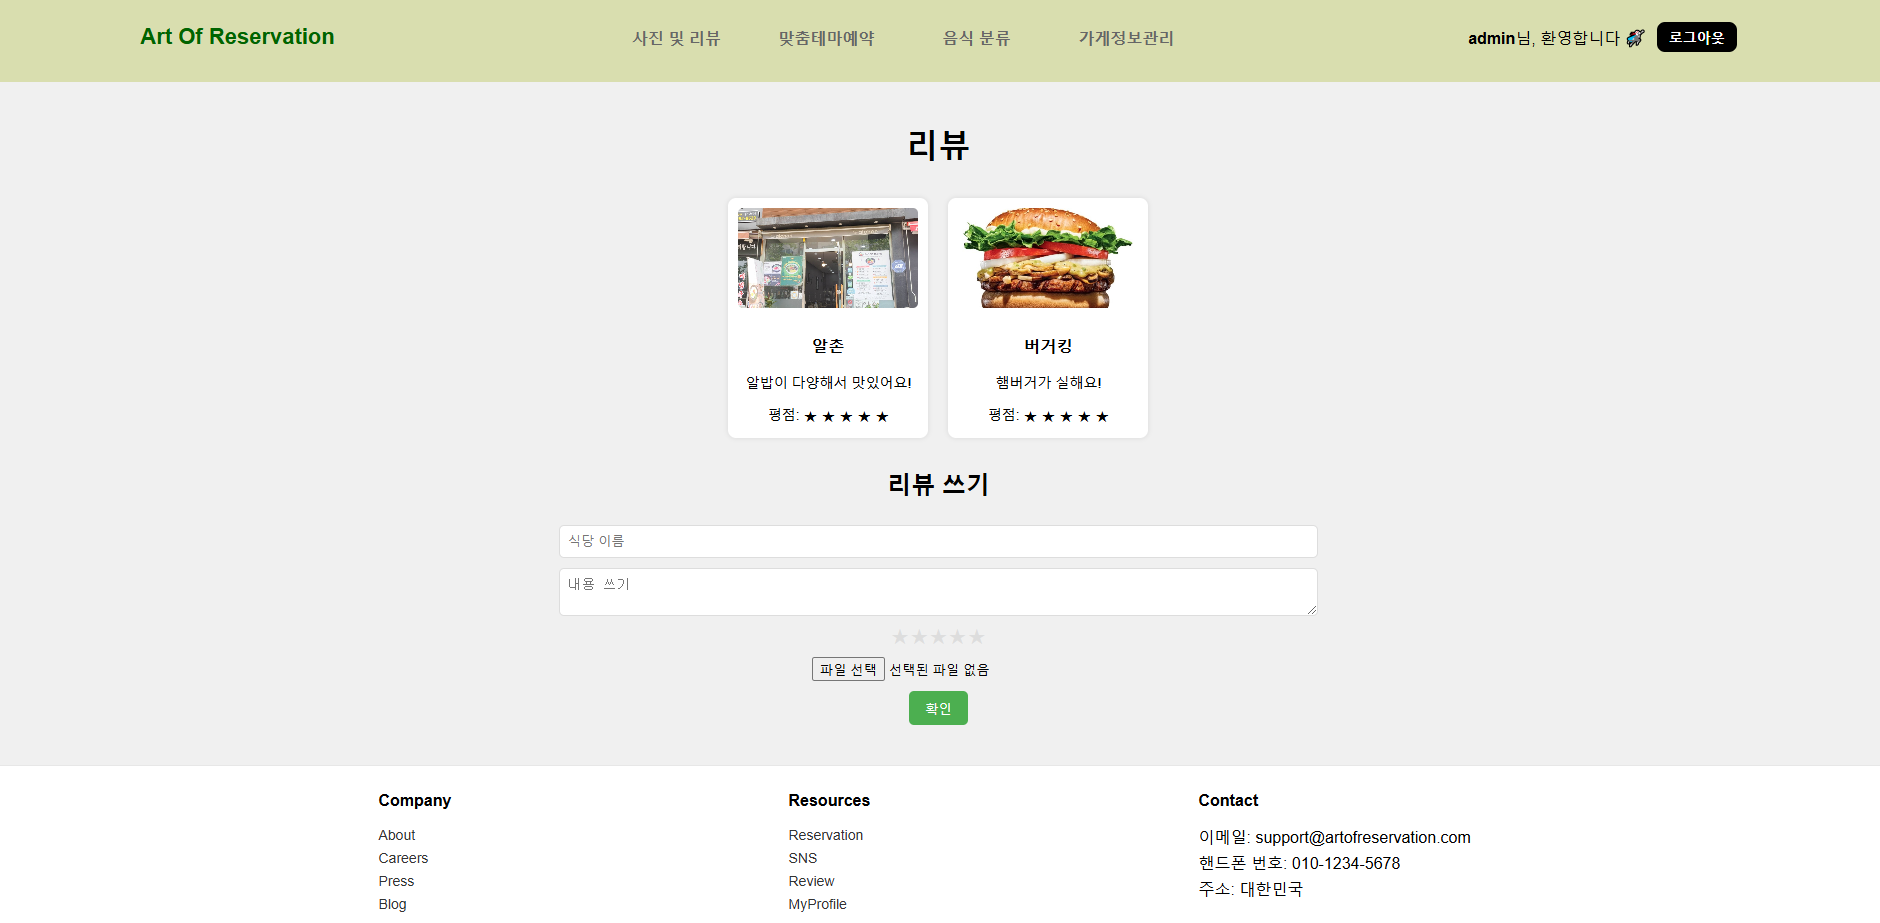 Art Of Reservation
사진 및 리뷰 맞춤테마예약 음식 분류 가게정보관리
admin님, 환영합니다
로그아웃
리뷰
알촌
알밥이 다양해서 맛있어요!
평점: ★ ★ ★ ★ ★
버거킹
햄버거가 실해요!
평점: ★ ★ ★ ★ ★
리뷰 쓰기
식당 이름
내용 쓰기
★★★★★
파일 선택 선택된 파일 없음
확인
Company
About
Careers
Press
Blog
Resources
Reservation
SNS
Review
MyProfile
Contact
이메일: support@artofreservation.com
핸드폰 번호: 010-1234-5678
주소: 대한민국